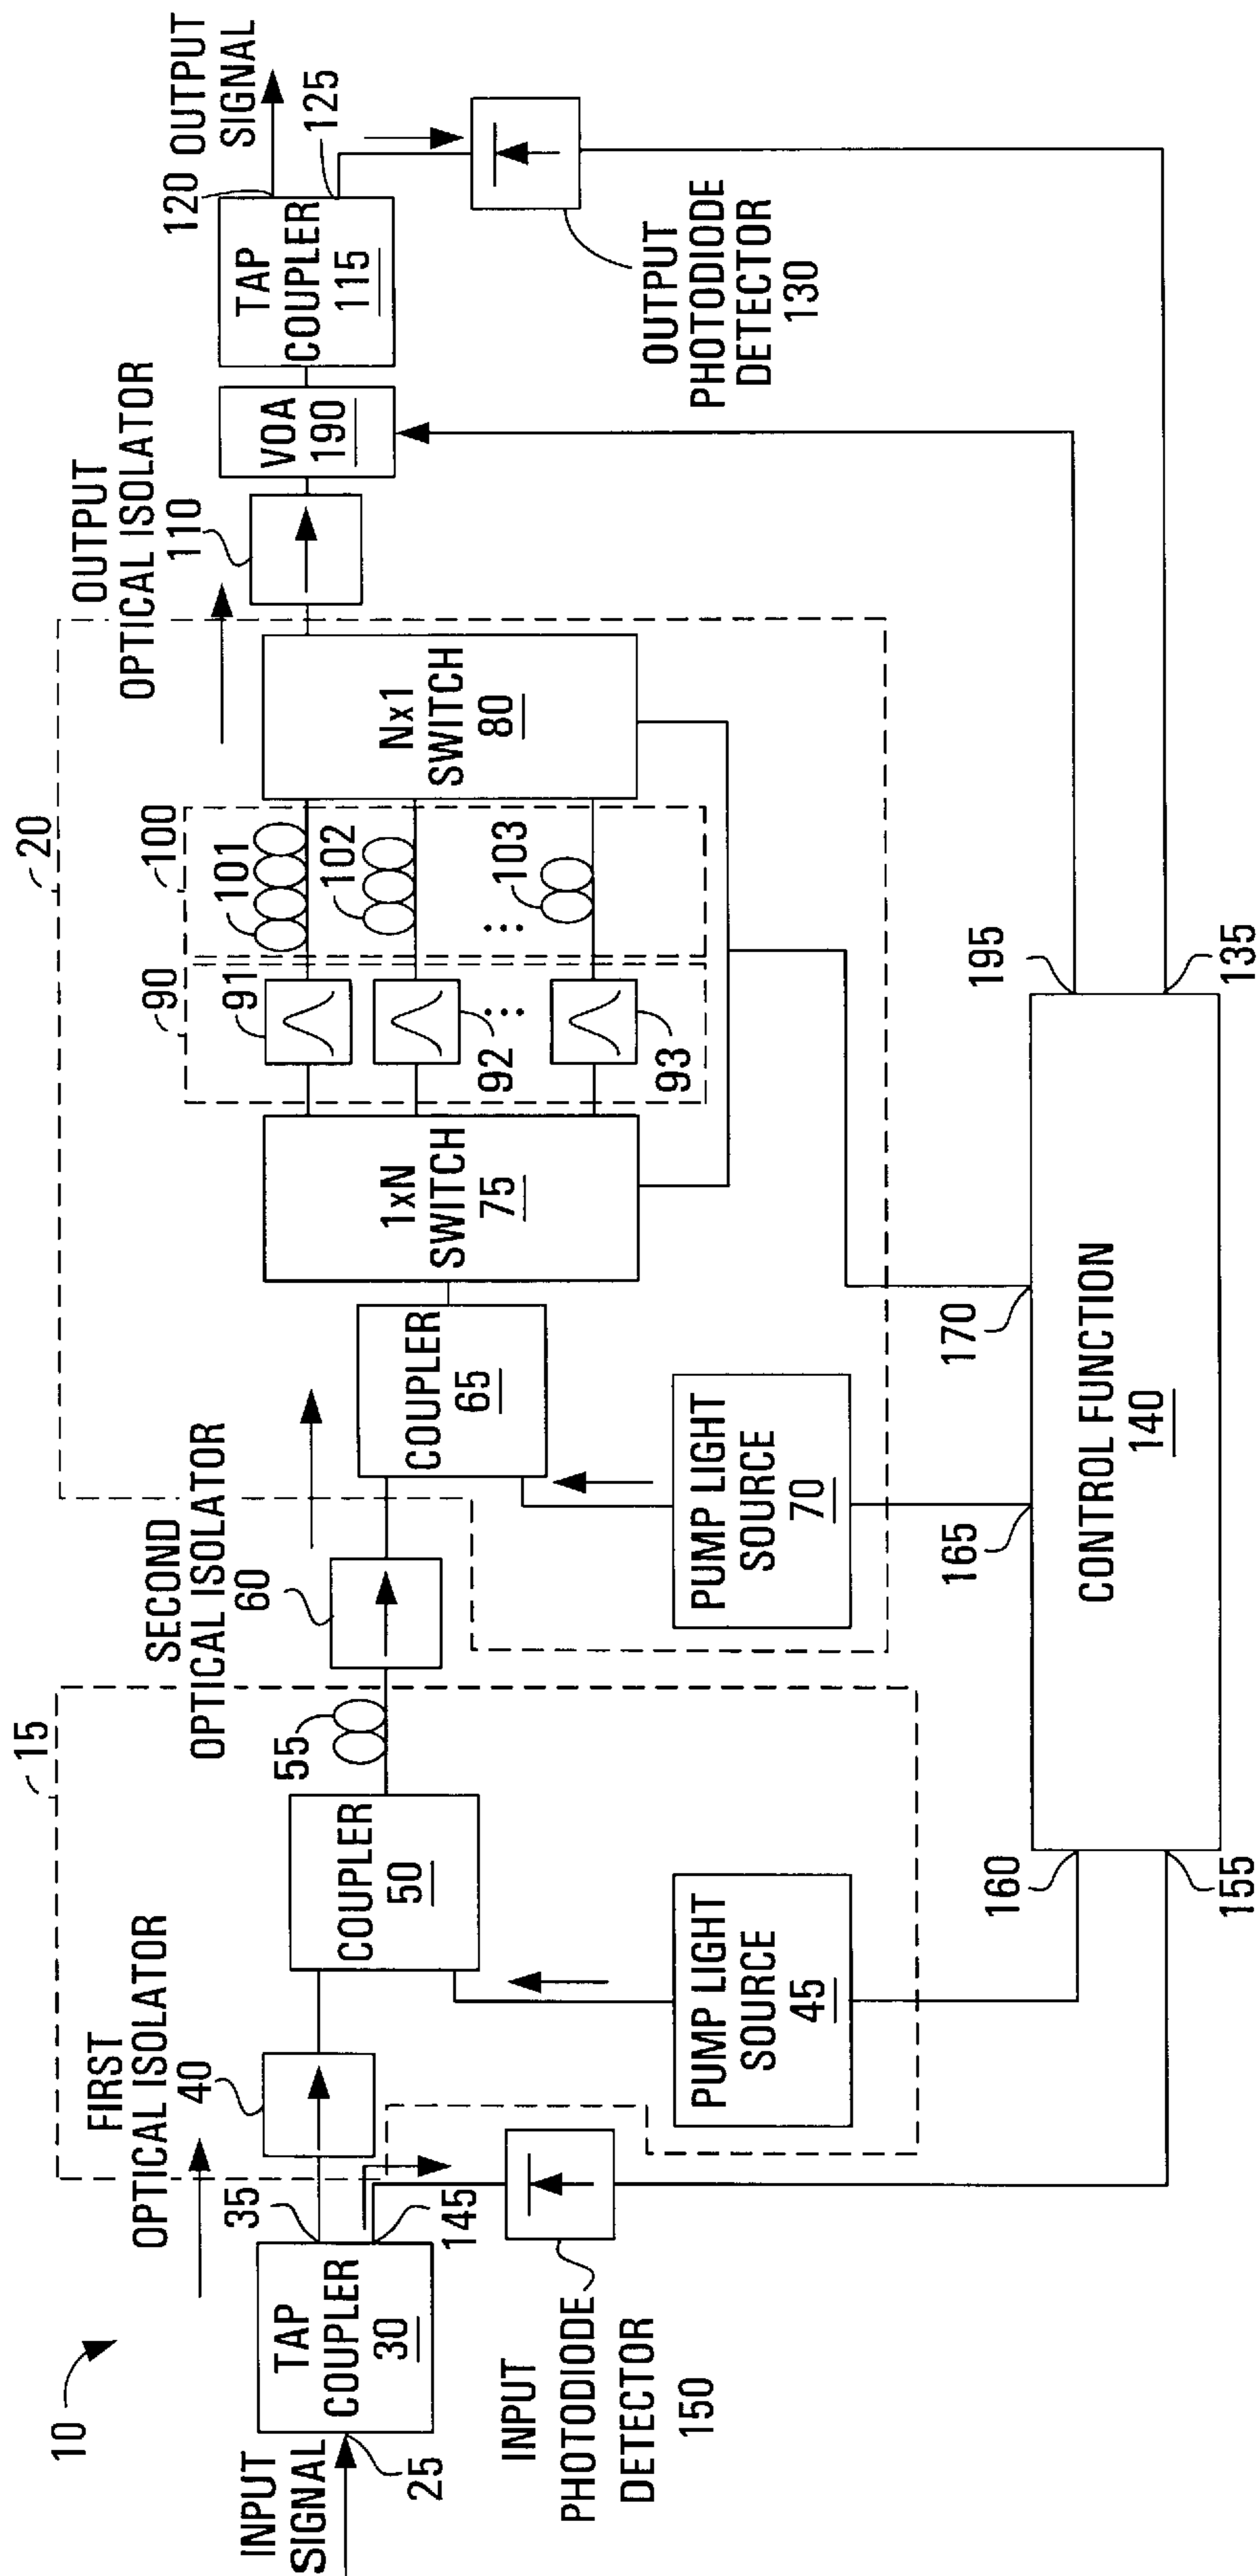 10
INPUT
SIGNAL
25
TAP
COUPLER
30
35
145
INPUT
PHOTODIODE
DETECTOR
150
FIRST
OPTICAL ISOLATOR
40
15
COUPLER
50
PUMP LIGHT
SOURCE
45
55
SECOND
OPTICAL ISOLATOR
60
20
COUPLER
65
PUMP LIGHT
SOURCE
70
1xN
SWITCH
75
90
91
92
93
100
101
102
103
Nx1
SWITCH
80
OUTPUT
OPTICAL ISOLATOR
110
VOA
190
TAP
COUPLER
115
120
OUTPUT
SIGNAL
125
OUTPUT
PHOTODIODE
DETECTOR
130
160
155
165
170
195
135
CONTROL FUNCTION
140